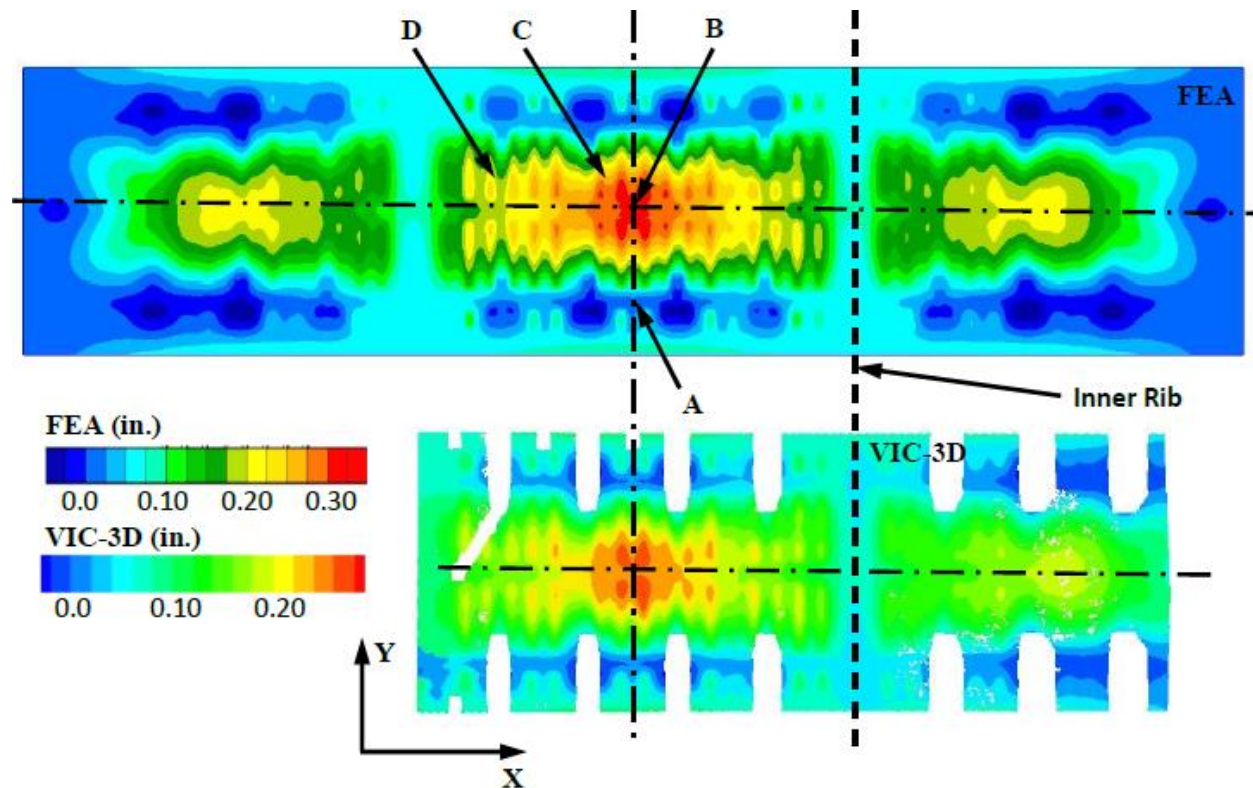 D C B
FEA
A
Inner Rib
FEA (in.)
0.0 0.10 0.20 0.30
VIC-3D
VIC-3D (in.)
0.0 0.10 0.20
Y
X